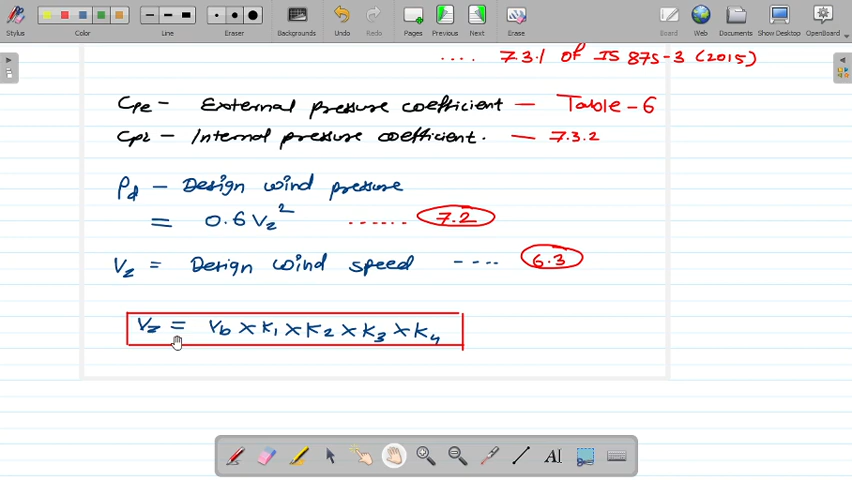 Stylus
Color
Line
Eraser
Backgrounds
Undo
Redo
Pages
Previous
Next
Erase
Board
Web
Documents
Show Desktop
OpenBoard
.... 7.3.1 of IS 875-3 (2015)
Cpe - External pressure coefficient - Table-6
Cpi - Internal pressure coefficient. - 7.3.2
Pd - Design wind pressure
= 0.6 Vz² ...... 7.2
Vz = Design wind speed ---- 6.3
Vz = Vb × K1 × K2 × K3 × K4
AI